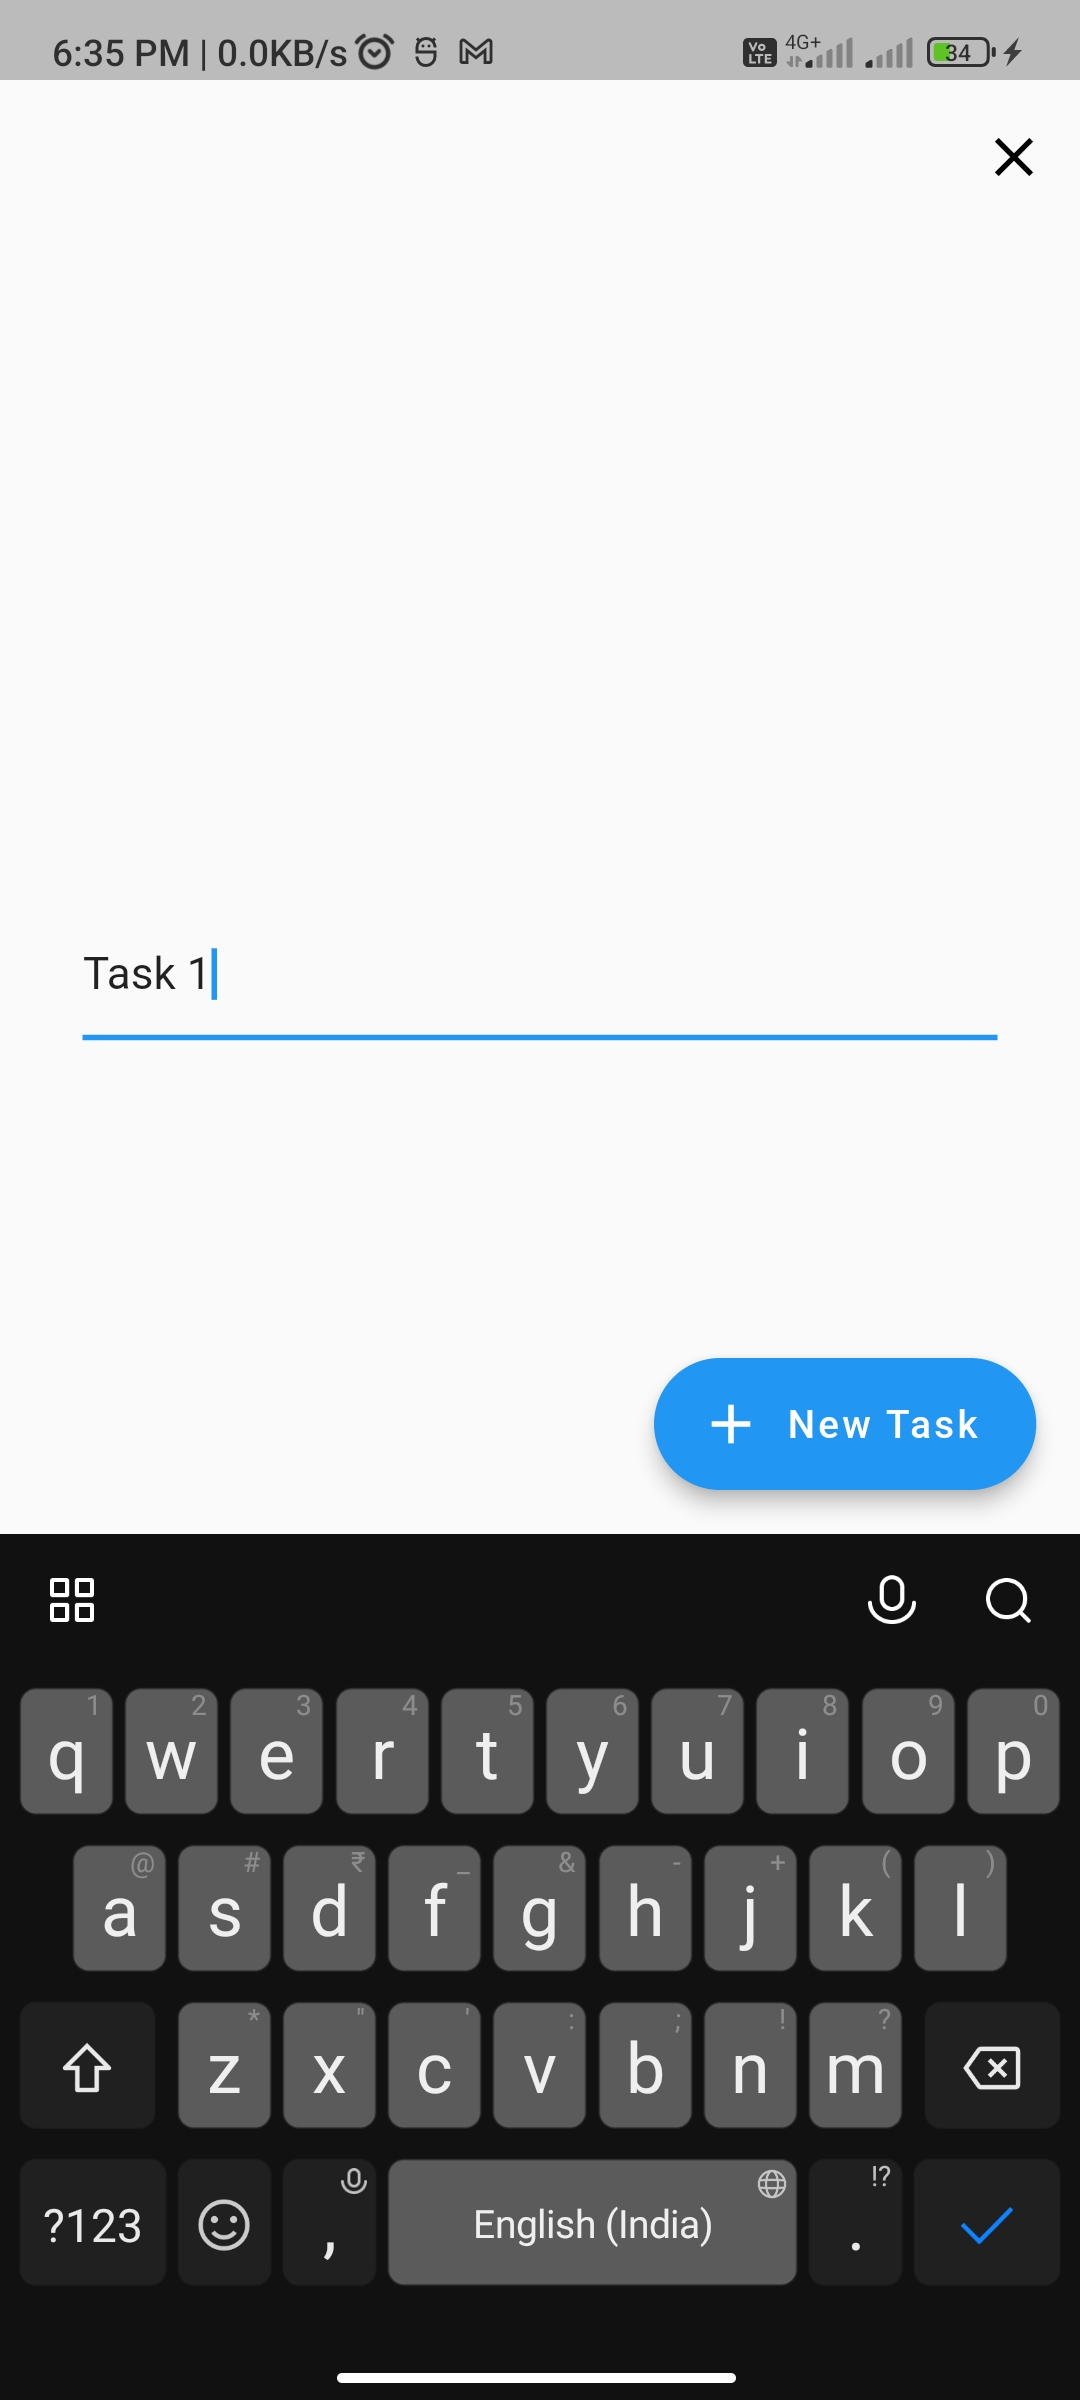 6:35 PM | 0.0KB/s
Vo LTE 4G+ 34
Task 1
New Task
1 2 3 4 5 6 7 8 9 0
q w e r t y u i o p
@ # ₹ _ & - + ( )
a s d f g h j k l
* " ' : ; ! ?
z x c v b n m
!?
?123 , English (India) .